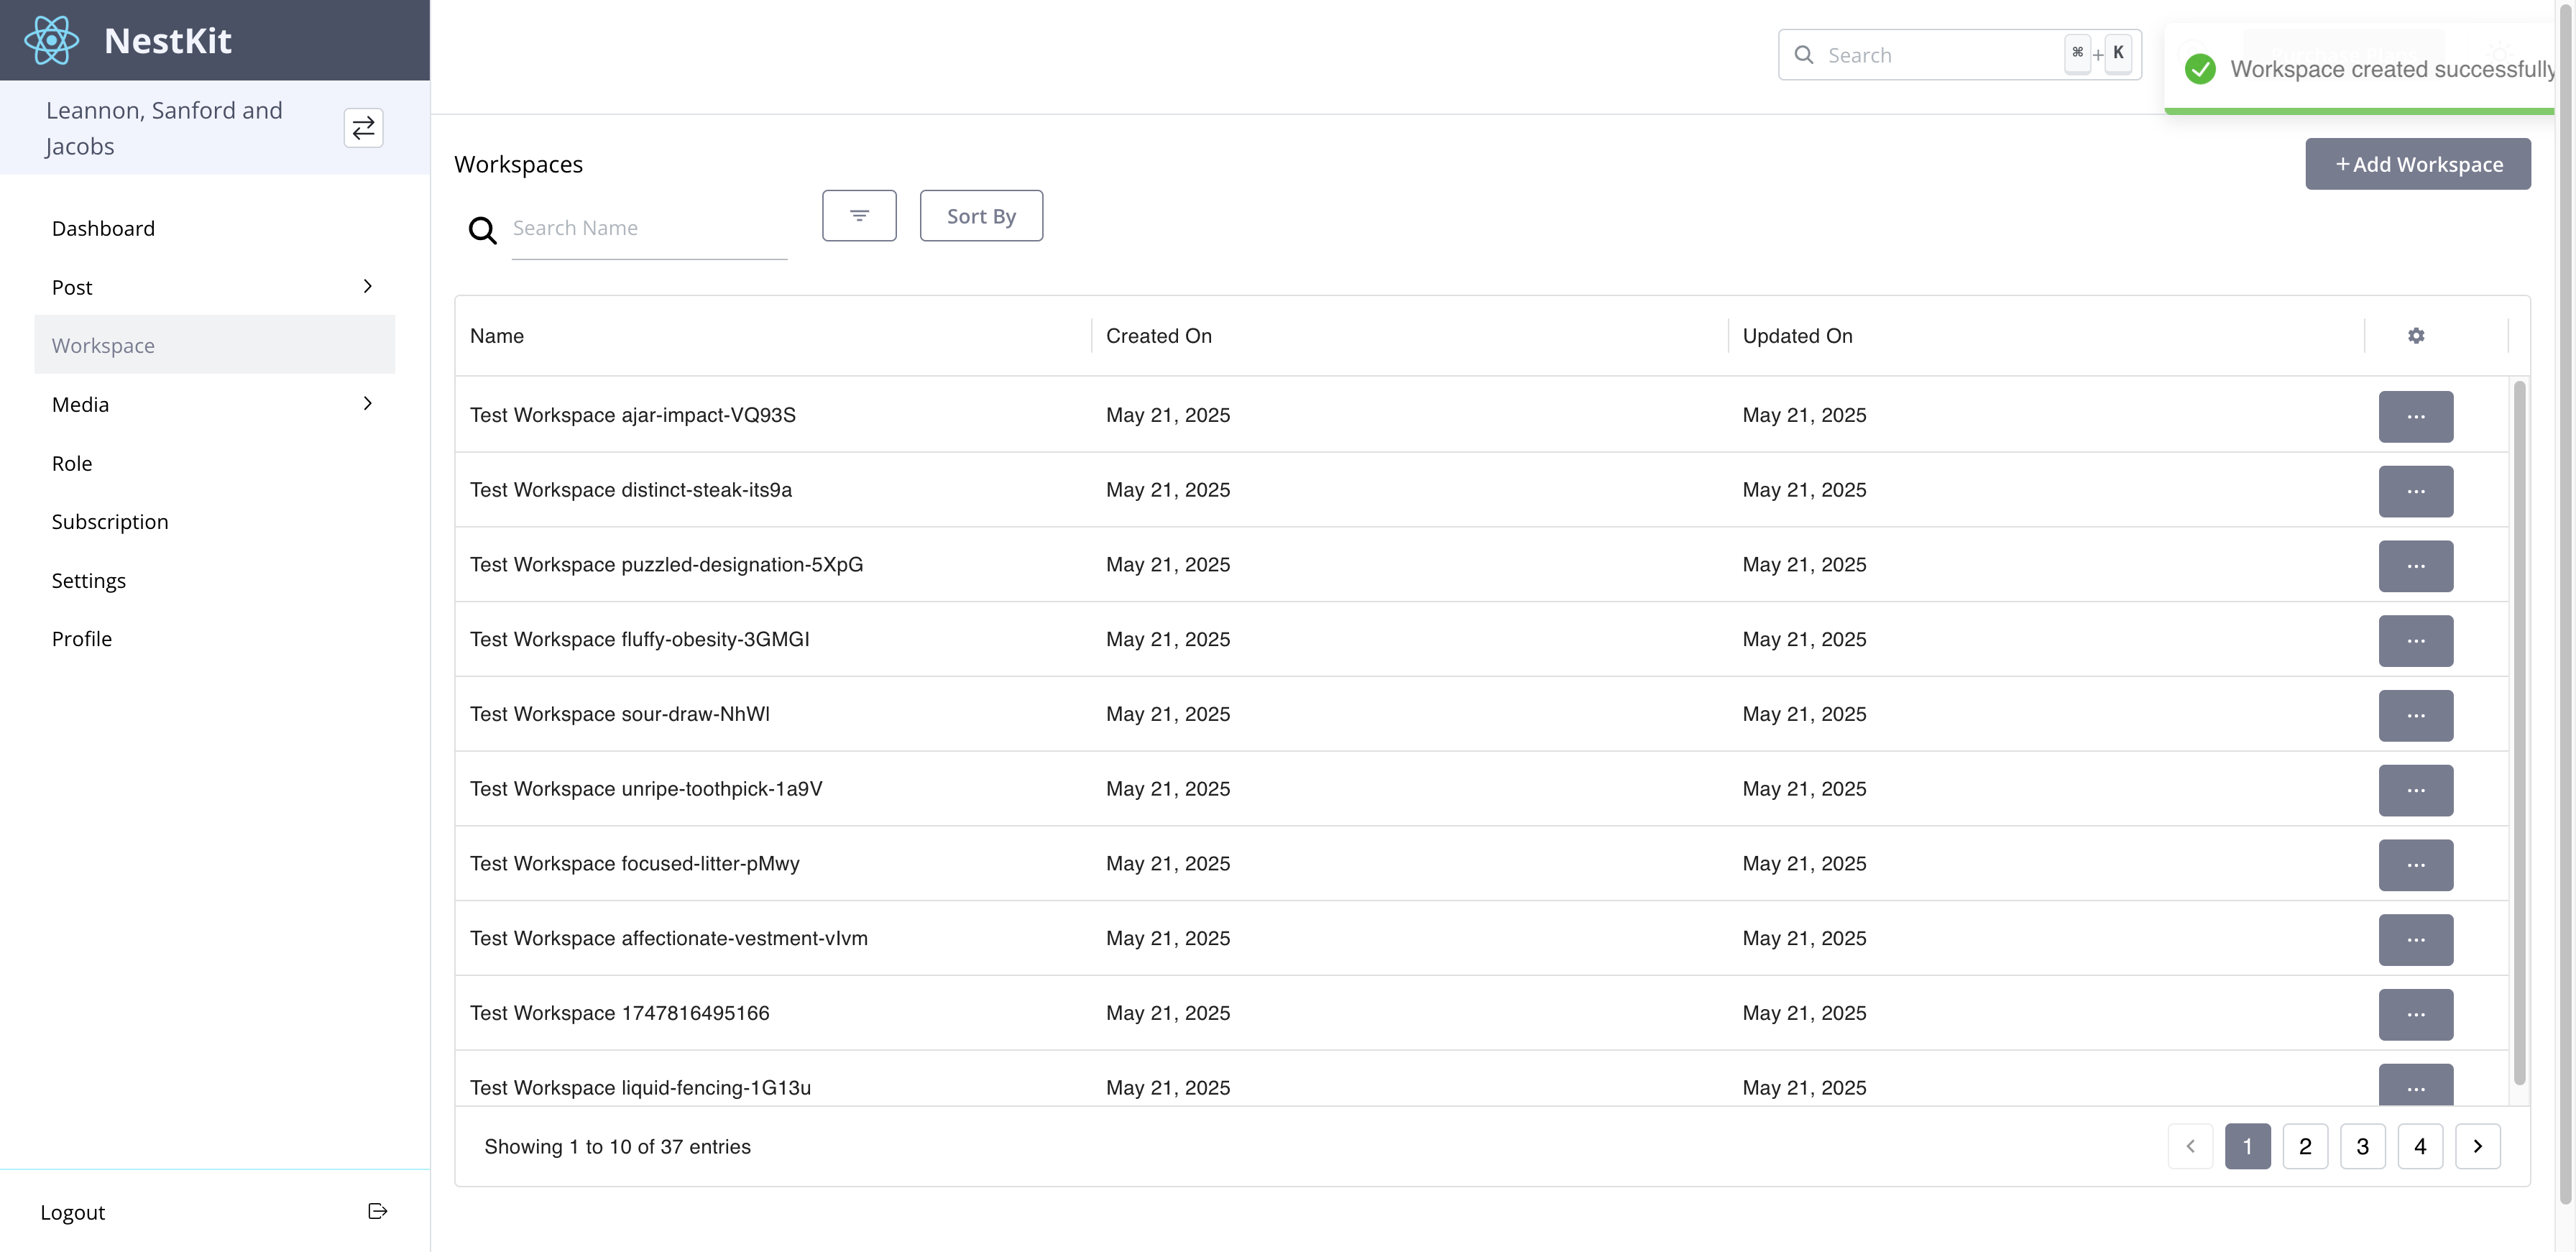 NestKit
Leannon, Sanford and
Jacobs
Dashboard
Post
Workspace
Media
Role
Subscription
Settings
Profile
Logout
Search
⌘ + K
Workspace created successfully
Workspaces
+ Add Workspace
Search Name
Sort By
Name Created On Updated On
Test Workspace ajar-impact-VQ93S May 21, 2025 May 21, 2025 ...
Test Workspace distinct-steak-its9a May 21, 2025 May 21, 2025 ...
Test Workspace puzzled-designation-5XpG May 21, 2025 May 21, 2025 ...
Test Workspace fluffy-obesity-3GMGI May 21, 2025 May 21, 2025 ...
Test Workspace sour-draw-NhWl May 21, 2025 May 21, 2025 ...
Test Workspace unripe-toothpick-1a9V May 21, 2025 May 21, 2025 ...
Test Workspace focused-litter-pMwy May 21, 2025 May 21, 2025 ...
Test Workspace affectionate-vestment-vIvm May 21, 2025 May 21, 2025 ...
Test Workspace 1747816495166 May 21, 2025 May 21, 2025 ...
Test Workspace liquid-fencing-1G13u May 21, 2025 May 21, 2025 ...
Showing 1 to 10 of 37 entries
1 2 3 4